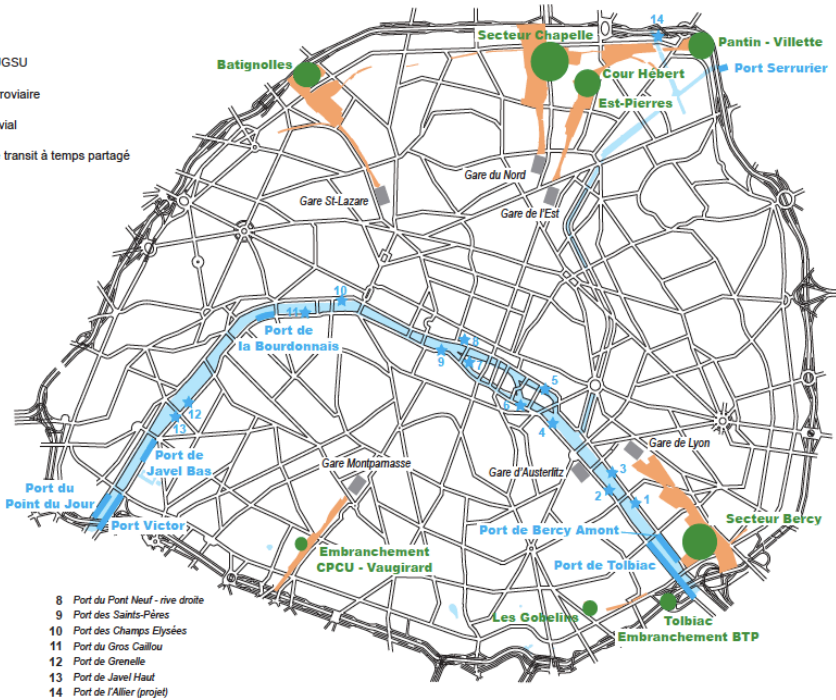 14
Secteur Chapelle
Pantin - Villette
UGSU
Batignolles
Port Serrurier
Cour Hébert
Est-Pierres
transit à temps partagé
Gare du Nord
Gare St-Lazare
Gare de l'Est
10
11
Port de
la Bourdonnais
8
9
7
5
6
4
12
13
Gare de Lyon
Port de
Javel Bas
Gare Montparnasse
Gare d'Austerlitz
3
2
1
Port du
Point du Jour
Port Victor
Secteur Bercy
Port de Bercy Amont
Embranchement
CPCU - Vaugirard
Port de Tolbiac
Les Gobelins
Tolbiac
Embranchement BTP
8 Port du Pont Neuf - rive droite
9 Port des Saints-Pères
10 Port des Champs Elysées
11 Port du Gros Caillou
12 Port de Grenelle
13 Port de Javel Haut
14 Port de l'Allier (projet)